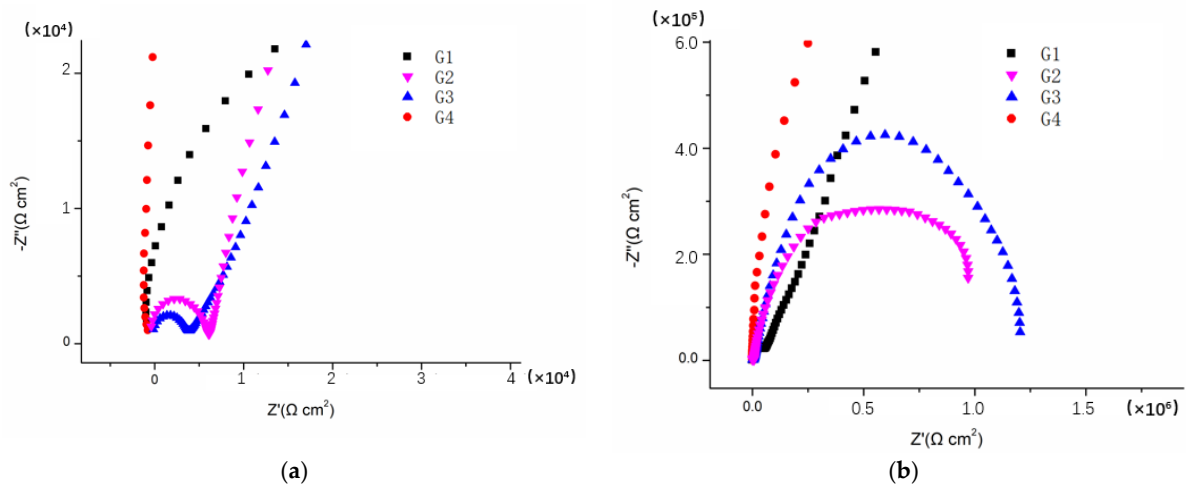 (×10⁴)
G1
G2
G3
G4
2
1
0
-Z''(Ω cm²)
0
1
2
3
4
(×10⁴)
Z'(Ω cm²)
(a)
(×10⁵)
6.0
4.0
2.0
0.0
G1
G2
G3
G4
-Z''(Ω cm²)
0.0
0.5
1.0
1.5
(×10⁶)
Z'(Ω cm²)
(b)